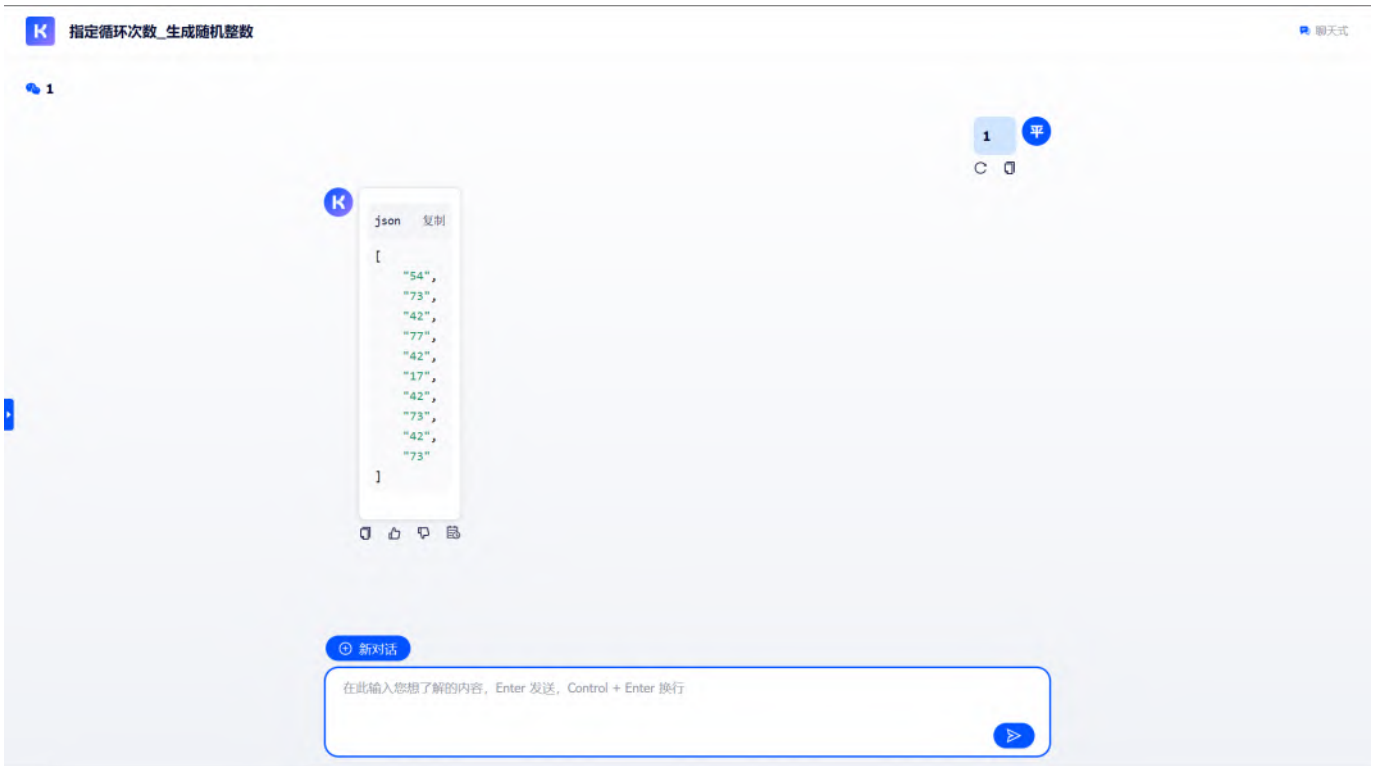 K 指定循环次数_生成随机整数
聊天式
1
1 平
K
json 复制
[
"54",
"73",
"42",
"77",
"42",
"17",
"42",
"73",
"42",
"73"
]
新对话
在此输入您想了解的内容，Enter 发送，Control + Enter 换行